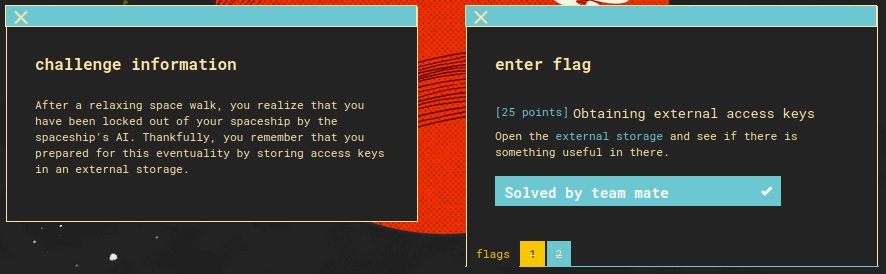 challenge information
After a relaxing space walk, you realize that you
have been locked out of your spaceship by the
spaceship's AI. Thankfully, you remember that you
prepared for this eventuality by storing access keys
in an external storage.
enter flag
[25 points] Obtaining external access keys
Open the external storage and see if there is
something useful in there.
Solved by team mate
flags 1 2